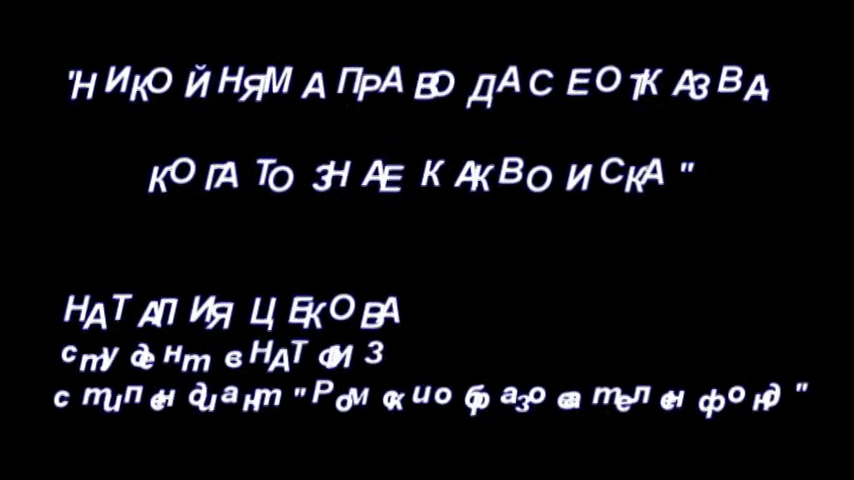 "НИКОЙ НЯМА ПРАВО ДА СЕ ОТКАЗВА,
КОГАТО ЗНАЕ КАКВО ИСКА"
НАТАЛИЯ ЦЕКОВА
студент в НАТФИЗ
стипендиант "Ромски образователен фонд"